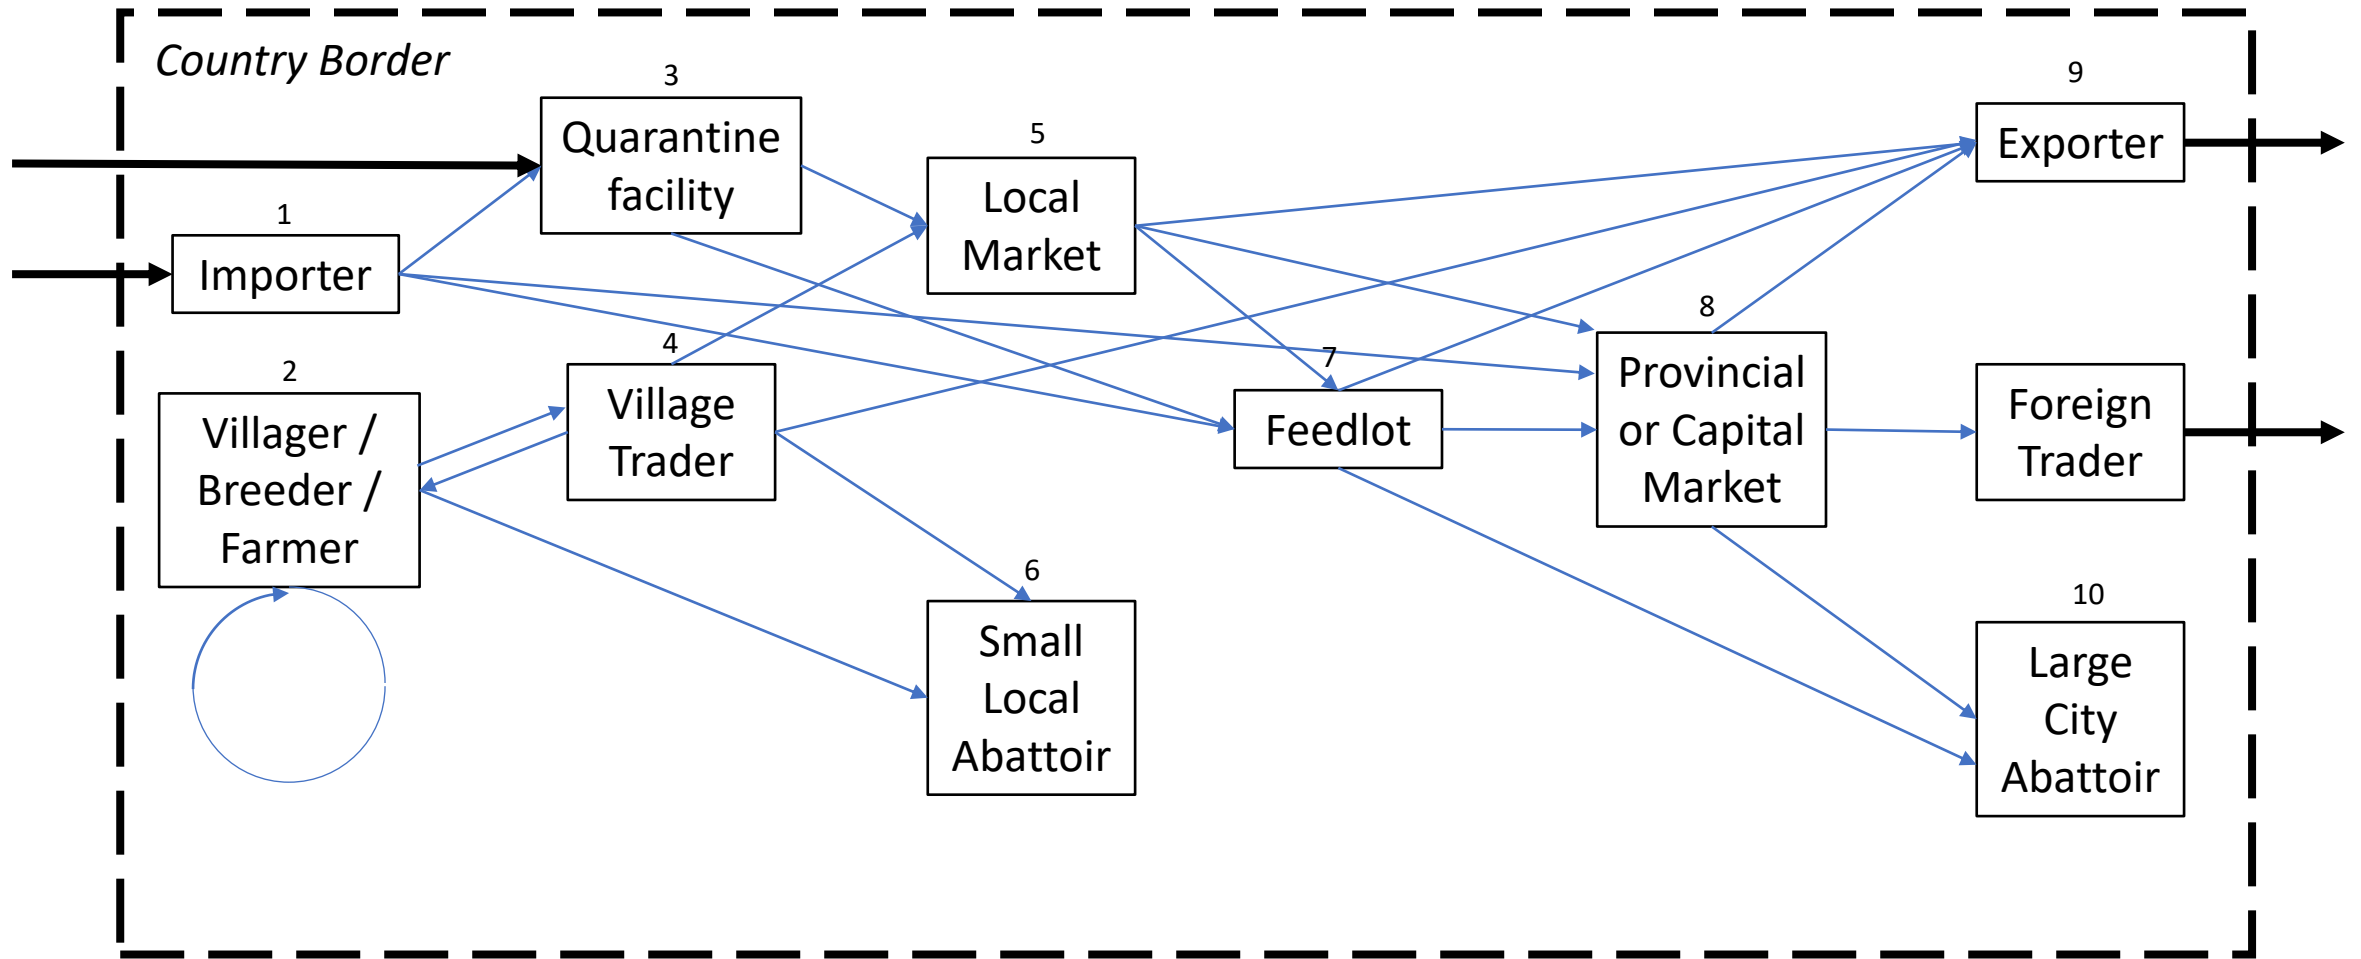 Country Border
3
Quarantine
facility
1
Importer
2
Villager /
Breeder /
Farmer
4
Village
Trader
5
Local
Market
6
Small
Local
Abattoir
7
Feedlot
8
Provincial
or Capital
Market
9
Exporter
Foreign
Trader
10
Large
City
Abattoir